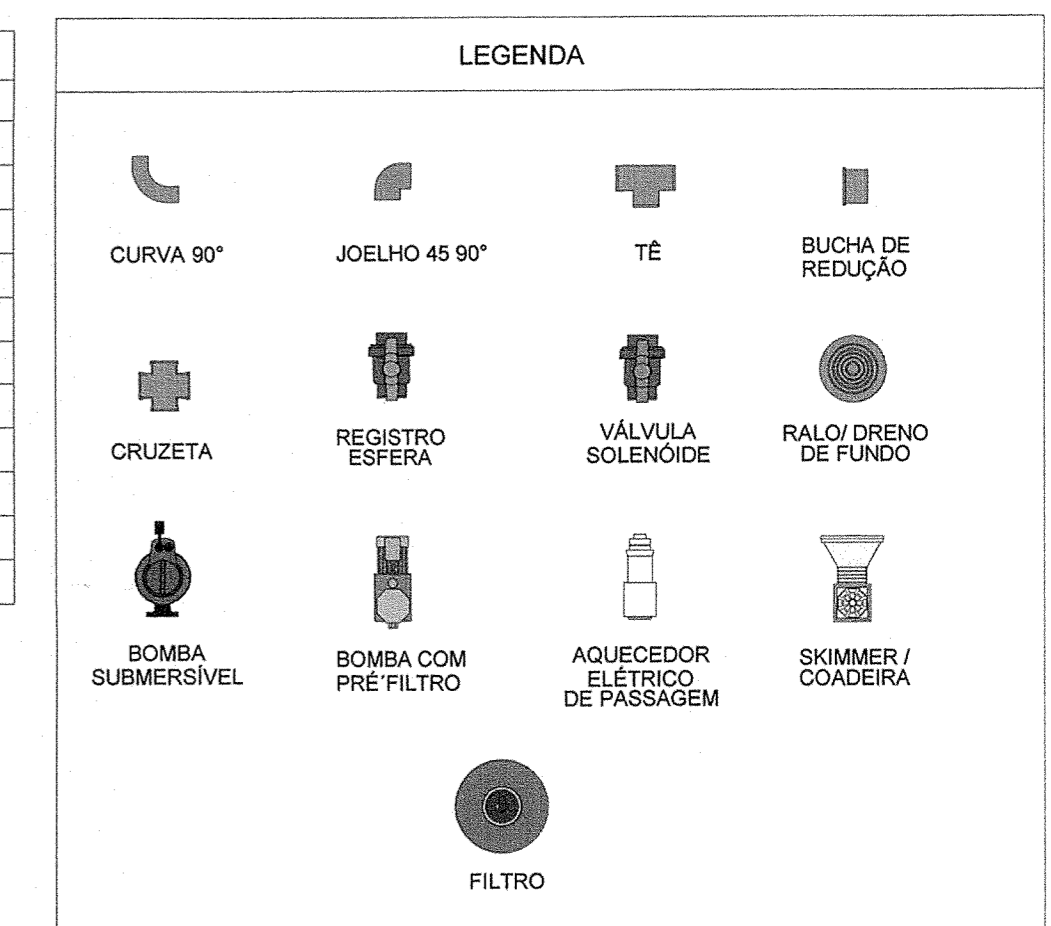 LEGENDA
CURVA 90°
JOELHO 45 90°
TÊ
BUCHA DE
REDUÇÃO
CRUZETA
REGISTRO
ESFERA
VÁLVULA
SOLENÓIDE
RALO/ DRENO
DE FUNDO
BOMBA
SUBMERSÍVEL
BOMBA COM
PRÉ´FILTRO
AQUECEDOR
ELÉTRICO
DE PASSAGEM
SKIMMER /
COADEIRA
FILTRO